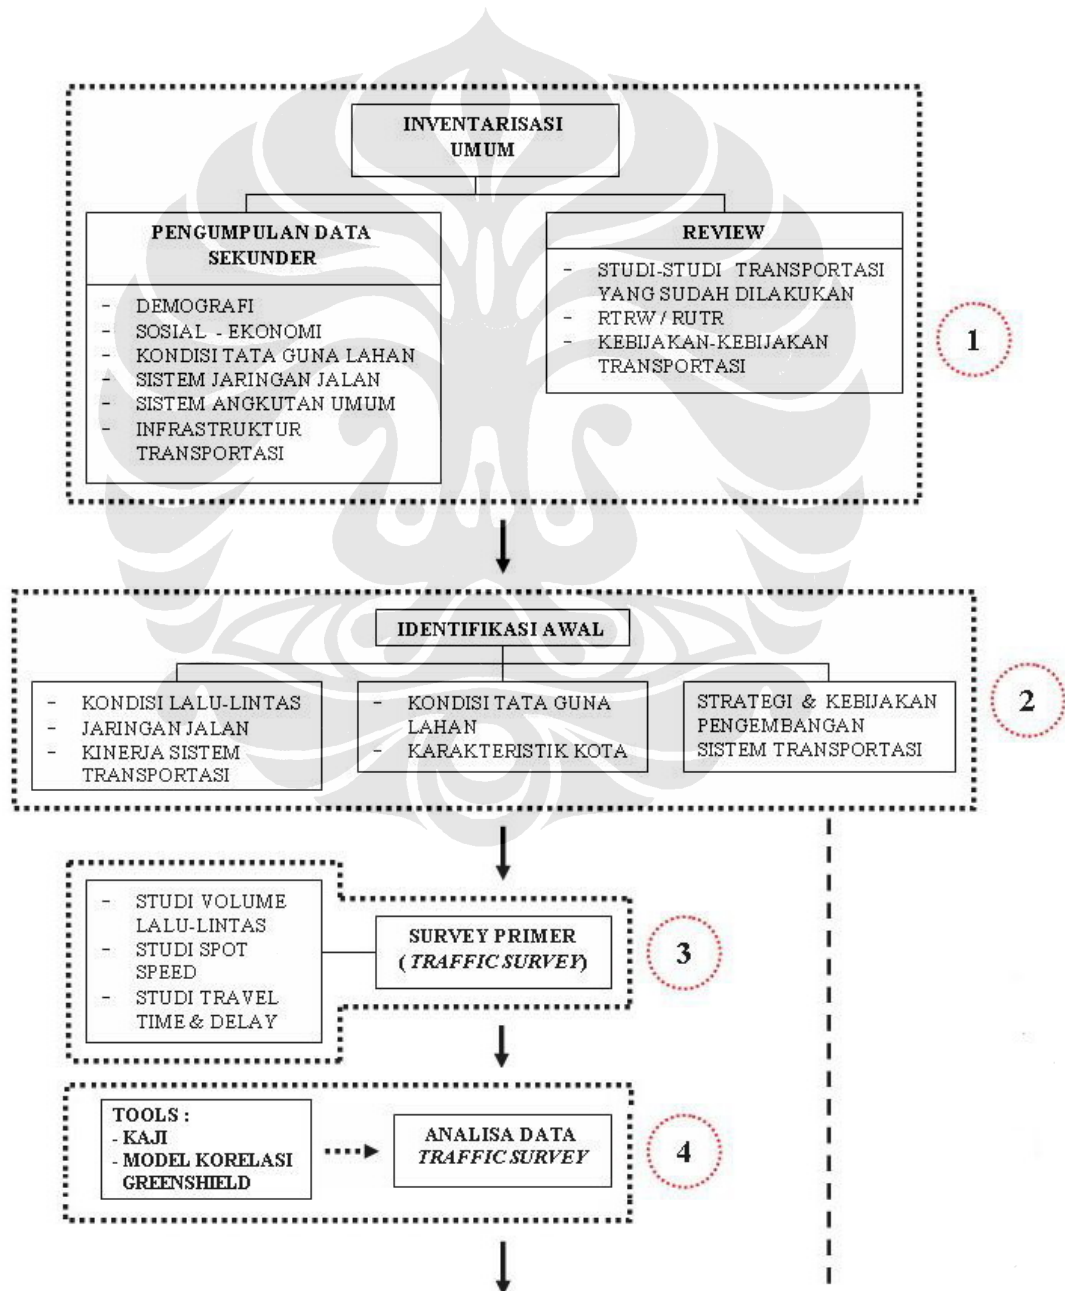 INVENTARISASI
UMUM
PENGUMPULAN DATA
SEKUNDER
- DEMOGRAFI
- SOSIAL - EKONOMI
- KONDISI TATA GUNA LAHAN
- SISTEM JARINGAN JALAN
- SISTEM ANGKUTAN UMUM
- INFRASTRUKTUR
TRANSPORTASI
REVIEW
- STUDI-STUDI TRANSPORTASI
YANG SUDAH DILAKUKAN
- RTRW / RUTR
- KEBIJAKAN-KEBIJAKAN
TRANSPORTASI
1
IDENTIFIKASI AWAL
- KONDISI LALU-LINTAS
- JARINGAN JALAN
- KINERJA SISTEM
TRANSPORTASI
- KONDISI TATA GUNA
LAHAN
- KARAKTERISTIK KOTA
STRATEGI & KEBIJAKAN
PENGEMBANGAN
SISTEM TRANSPORTASI
2
- STUDI VOLUME
LALU-LINTAS
- STUDI SPOT
SPEED
- STUDI TRAVEL
TIME & DELAY
SURVEY PRIMER
( TRAFFIC SURVEY)
3
TOOLS :
- KAJI
- MODEL KORELASI
GREENSHIELD
ANALISA DATA
TRAFFIC SURVEY
4